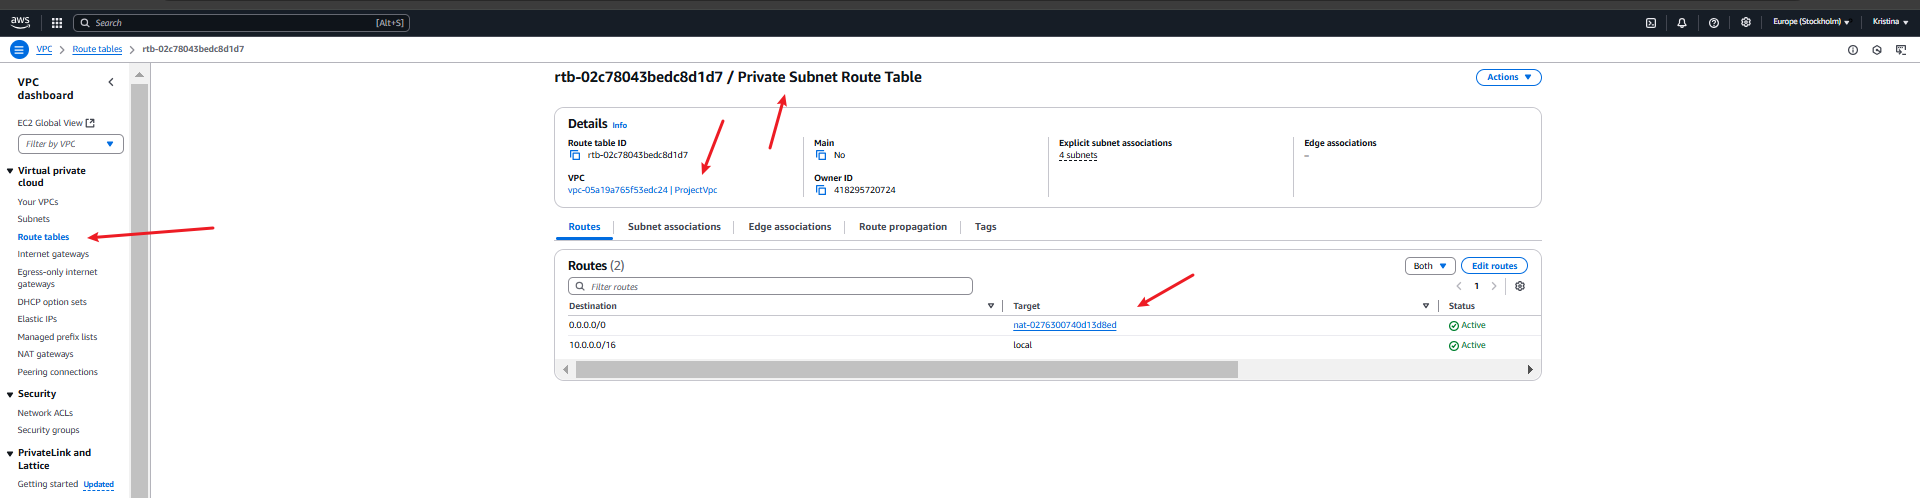 aws
Search [Alt+S] Europe (Stockholm) Kristina
VPC Route tables rtb-02c78043bedc8d1d7
VPC dashboard
EC2 Global View
Filter by VPC
Virtual private cloud
Your VPCs
Subnets
Route tables
Internet gateways
Egress-only internet gateways
DHCP option sets
Elastic IPs
Managed prefix lists
NAT gateways
Peering connections
Security
Network ACLs
Security groups
PrivateLink and Lattice
Getting started Updated
rtb-02c78043bedc8d1d7 / Private Subnet Route Table
Actions
Details Info
Route table ID
rtb-02c78043bedc8d1d7
Main
No
Explicit subnet associations
4 subnets
Edge associations
–
VPC
vpc-05a19a765f53edc24 | ProjectVpc
Owner ID
418295720724
Routes Subnet associations Edge associations Route propagation Tags
Routes (2)
Both Edit routes
Filter routes
1
Destination Target Status
0.0.0.0/0 nat-0276300740d13d8ed Active
10.0.0.0/16 local Active